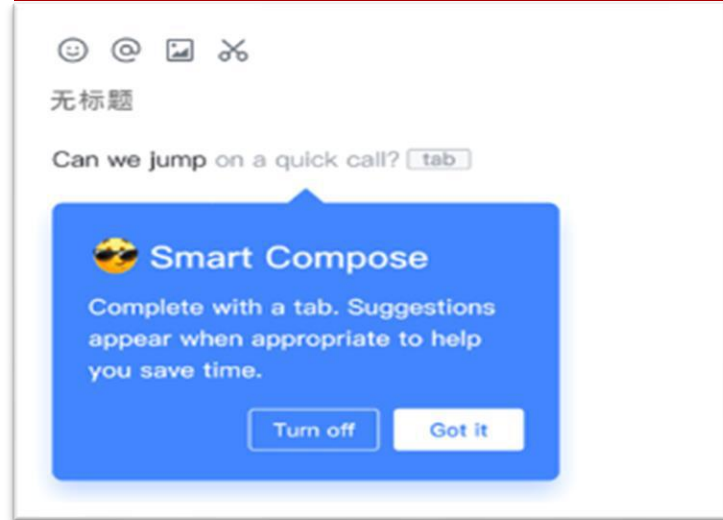 无标题
Can we jump on a quick call? tab
Smart Compose
Complete with a tab. Suggestions
appear when appropriate to help
you save time.
Turn off Got it